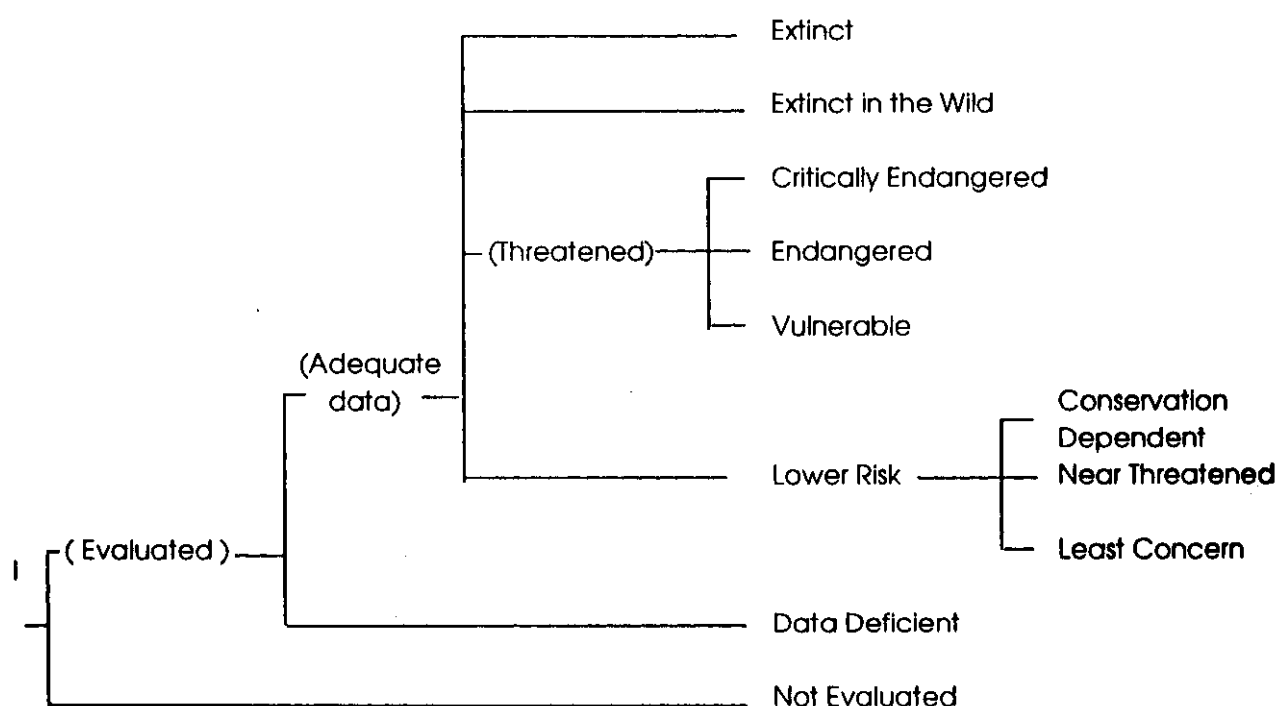 Extinct
Extinct in the Wild
Critically Endangered
(Threatened)
Endangered
Vulnerable
(Adequate
data)
Conservation
Dependent
Lower Risk
Near Threatened
Least Concern
( Evaluated )
Data Deficient
Not Evaluated